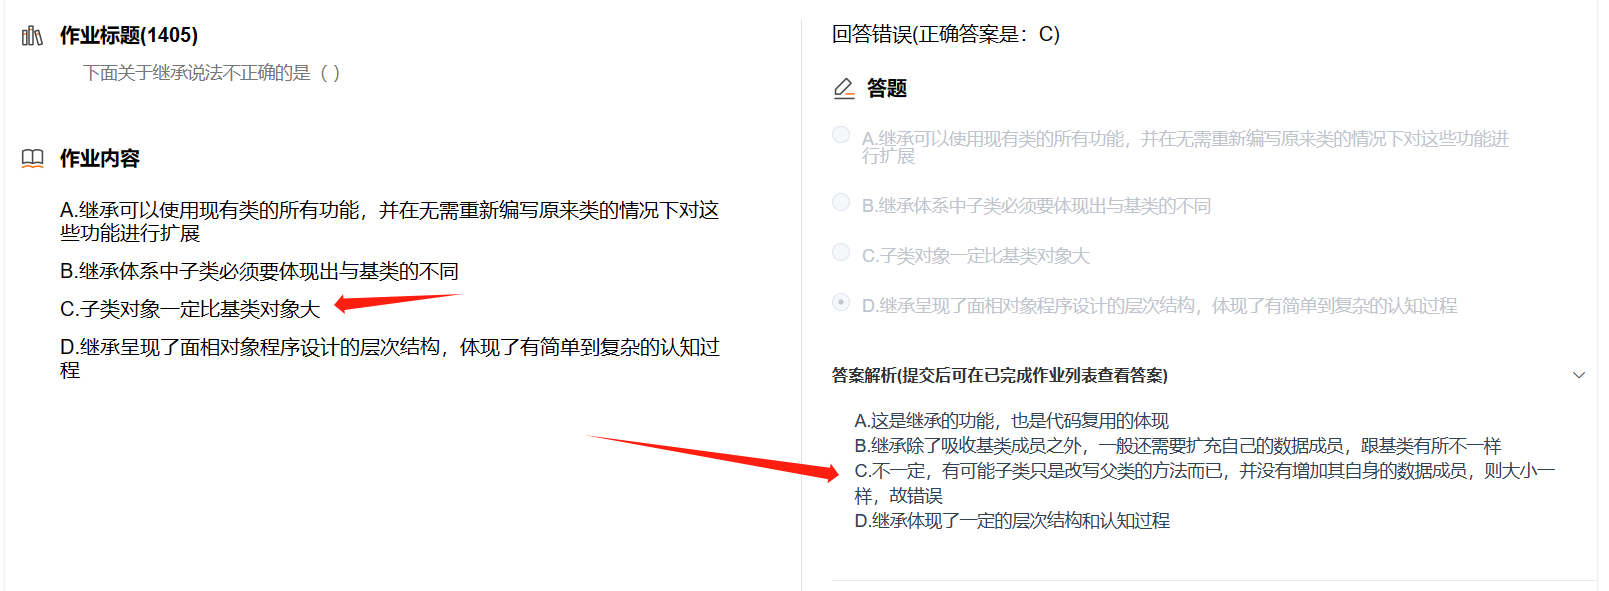 作业标题(1405)
下面关于继承说法不正确的是（ ）
作业内容
A.继承可以使用现有类的所有功能，并在无需重新编写原来类的情况下对这
些功能进行扩展
B.继承体系中子类必须要体现出与基类的不同
C.子类对象一定比基类对象大
D.继承呈现了面相对象程序设计的层次结构，体现了有简单到复杂的认知过
程
回答错误(正确答案是：C)
答题
A.继承可以使用现有类的所有功能，并在无需重新编写原来类的情况下对这些功能进
行扩展
B.继承体系中子类必须要体现出与基类的不同
C.子类对象一定比基类对象大
D.继承呈现了面相对象程序设计的层次结构，体现了有简单到复杂的认知过程
答案解析(提交后可在已完成作业列表查看答案)
A.这是继承的功能，也是代码复用的体现
B.继承除了吸收基类成员之外，一般还需要扩充自己的数据成员，跟基类有所不一样
C.不一定，有可能子类只是改写父类的方法而已，并没有增加其自身的数据成员，则大小一
样，故错误
D.继承体现了一定的层次结构和认知过程